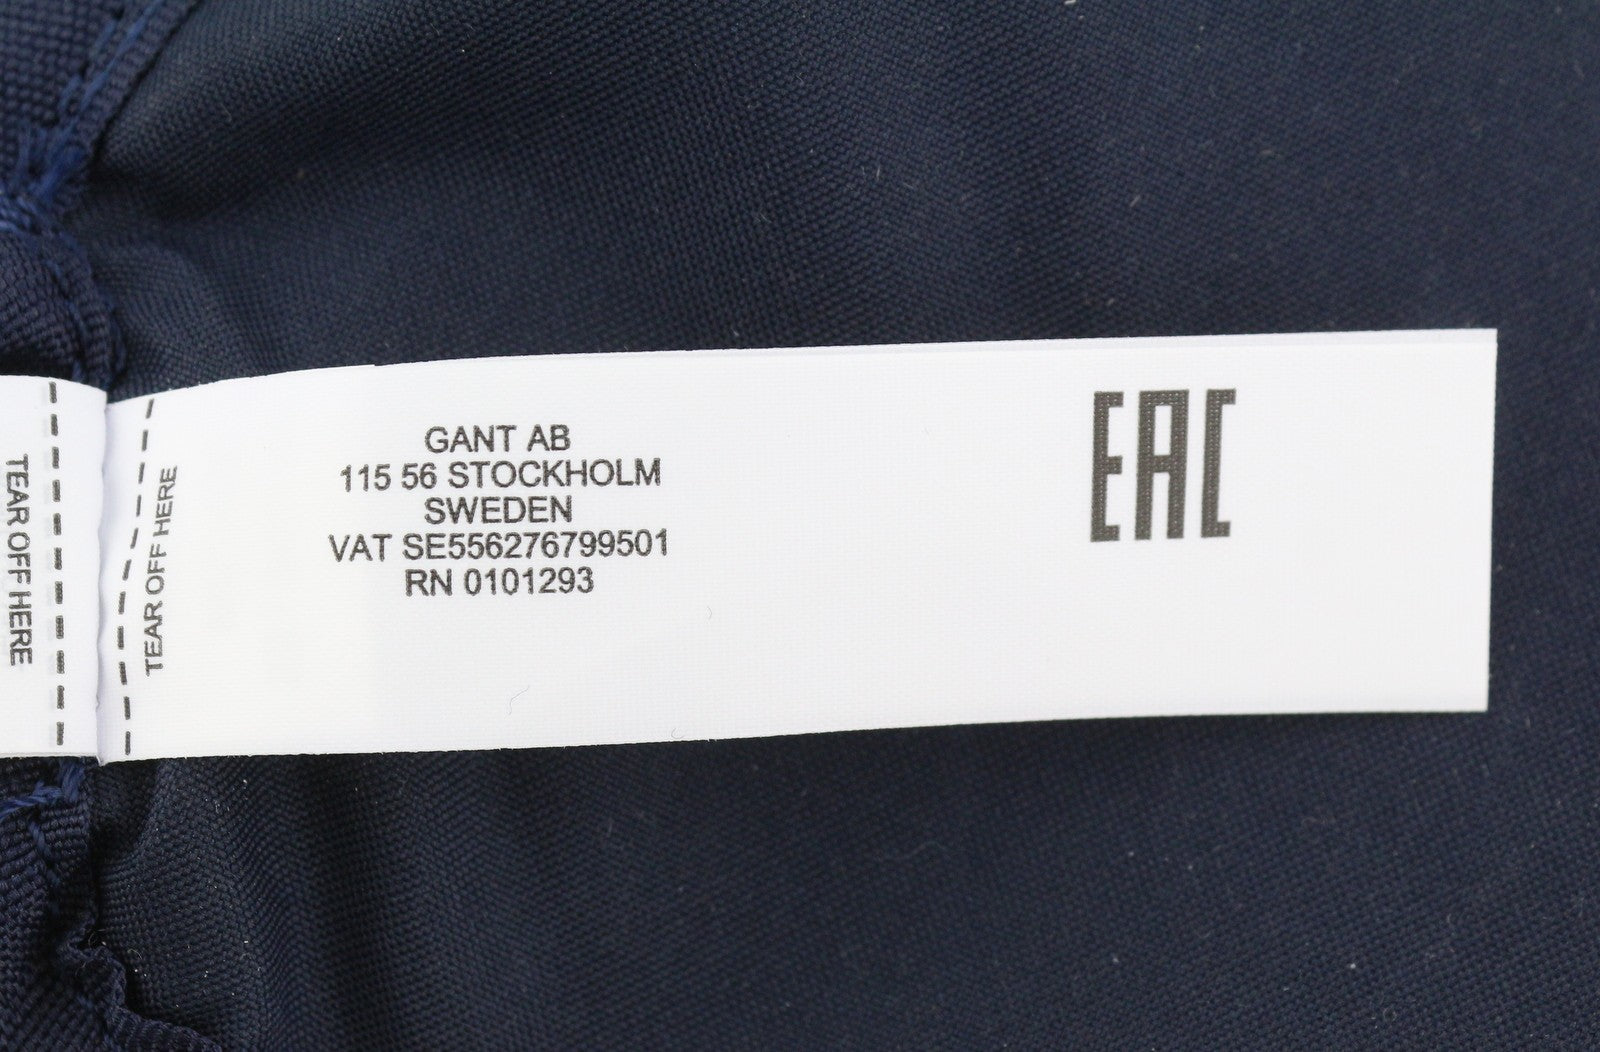 TEAR OFF HERE
TEAR OFF HERE
GANT AB
115 56 STOCKHOLM
SWEDEN
VAT SE556276799501
RN 0101293
EAC